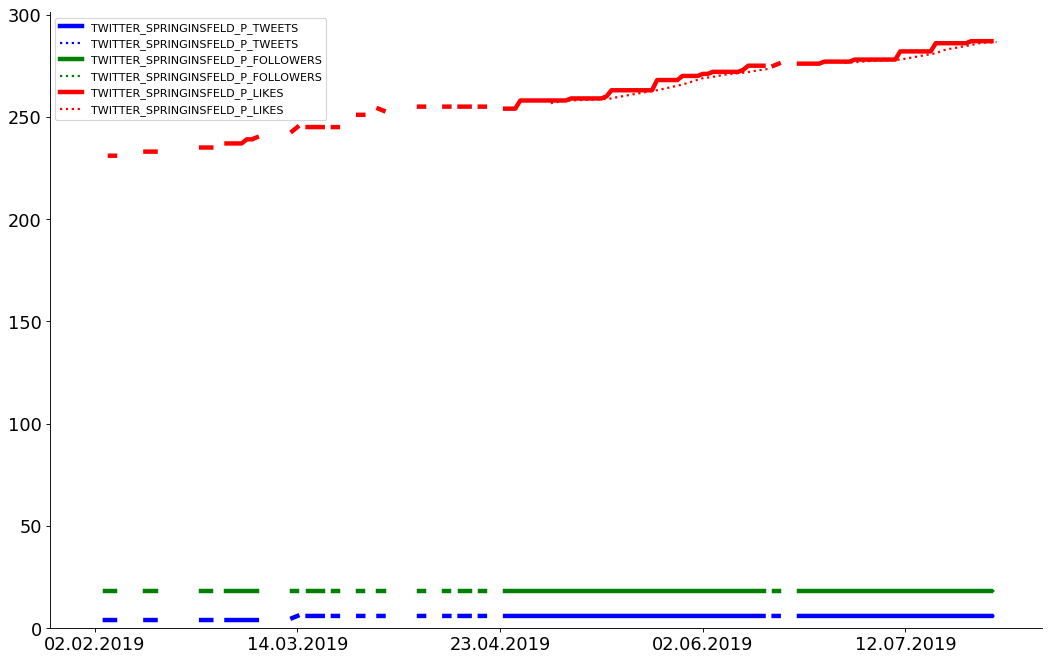 300
TWITTER_SPRINGINSFELD_P_TWEETS
TWITTER_SPRINGINSFELD_P_TWEETS
TWITTER_SPRINGINSFELD_P_FOLLOWERS
TWITTER_SPRINGINSFELD_P_FOLLOWERS
TWITTER_SPRINGINSFELD_P_LIKES
TWITTER_SPRINGINSFELD_P_LIKES
250
200
150
100
50
0
02.02.2019 14.03.2019 23.04.2019 02.06.2019 12.07.2019